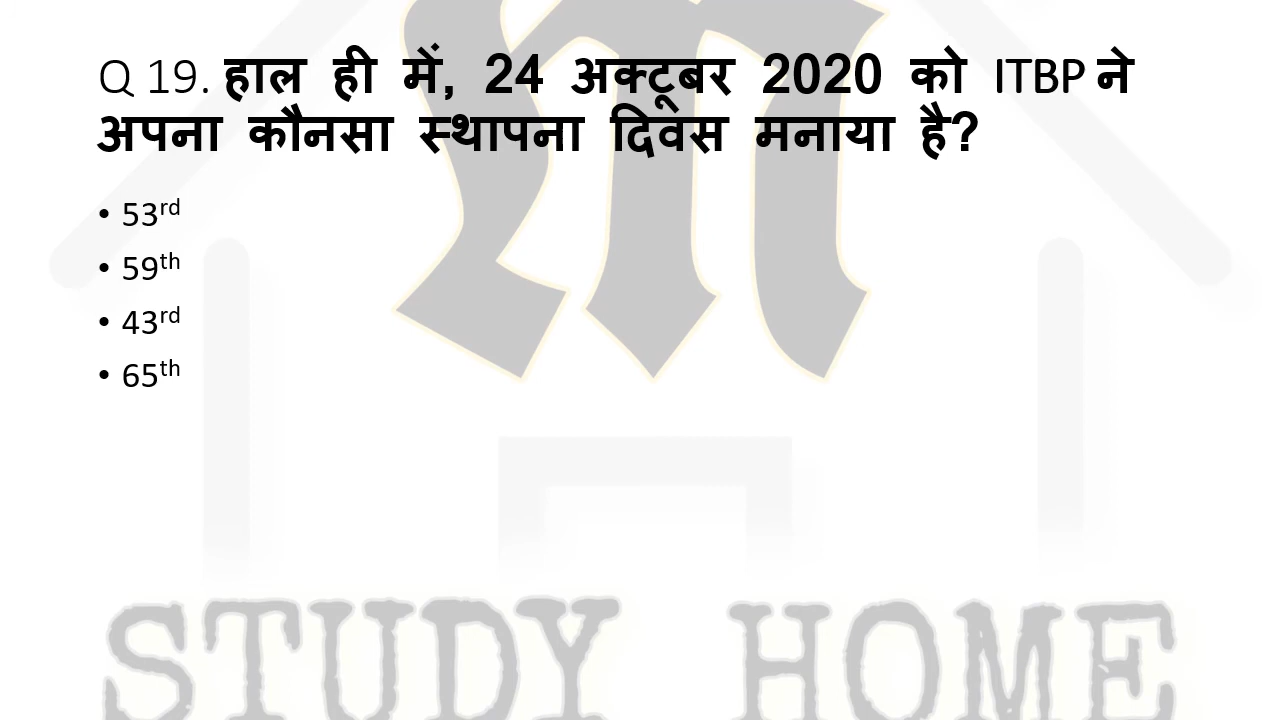 Q 19. हाल ही में, 24 अक्टूबर 2020 को ITBP ने
अपना कौनसा स्थापना दिवस मनाया है?
• 53rd
• 59th
• 43rd
• 65th
STUDY HOME